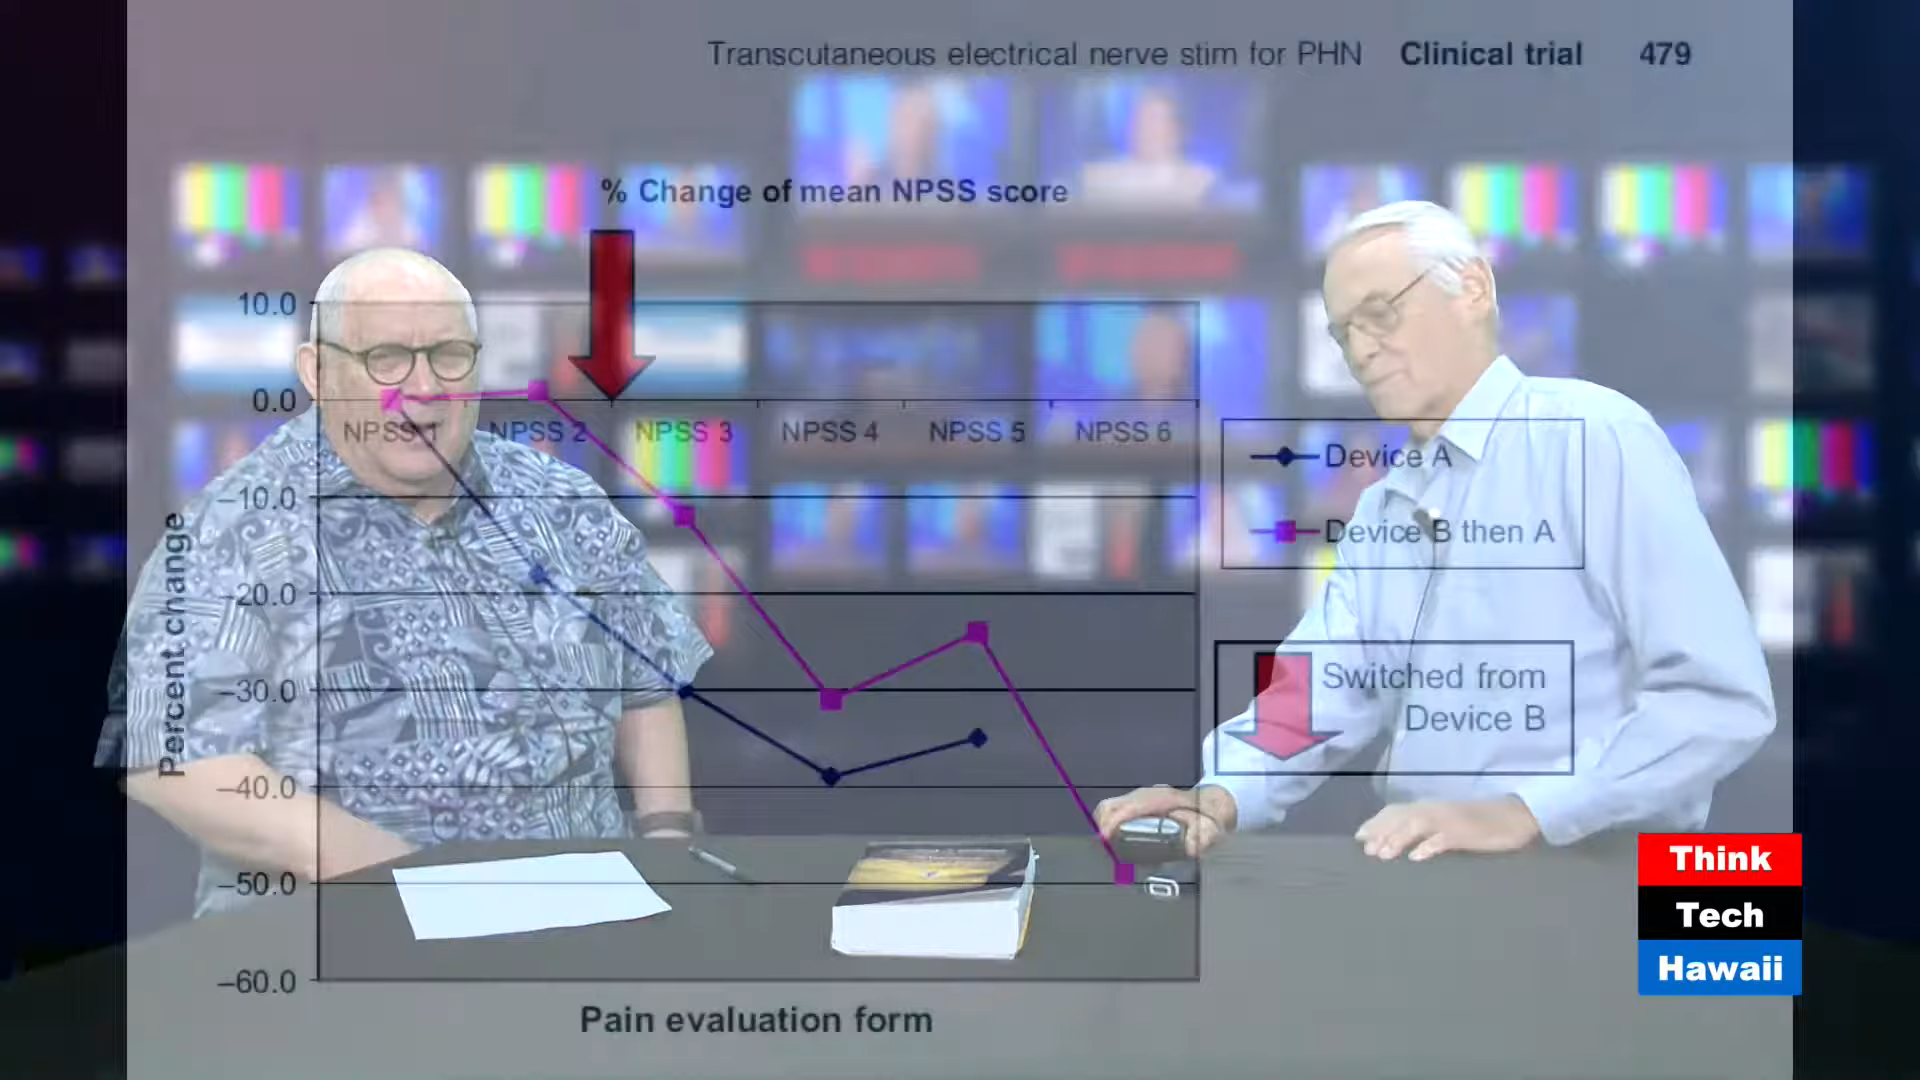 Transcutaneous electrical nerve stim for PHN Clinical trial 479
% Change of mean NPSS score
10.0
0.0
–10.0
–20.0
–30.0
–40.0
–50.0
–60.0
Percent change
NPSS 1 NPSS 2 NPSS 3 NPSS 4 NPSS 5 NPSS 6
Device A
Device B then A
Switched from
Device B
Pain evaluation form
Think
Tech
Hawaii